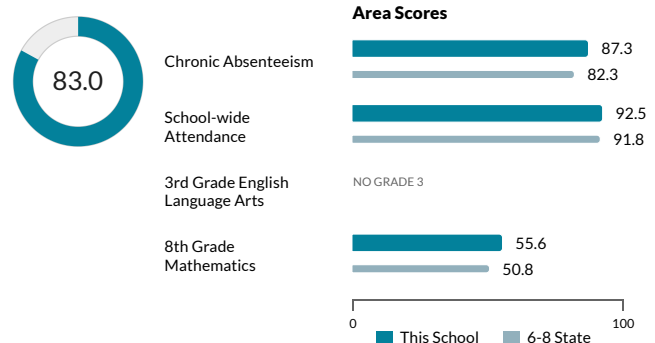 Area Scores
83.0
Chronic Absenteeism
87.3
82.3
School-wide
Attendance
92.5
91.8
3rd Grade English
Language Arts
NO GRADE 3
8th Grade
Mathematics
55.6
50.8
0
100
This School
6-8 State